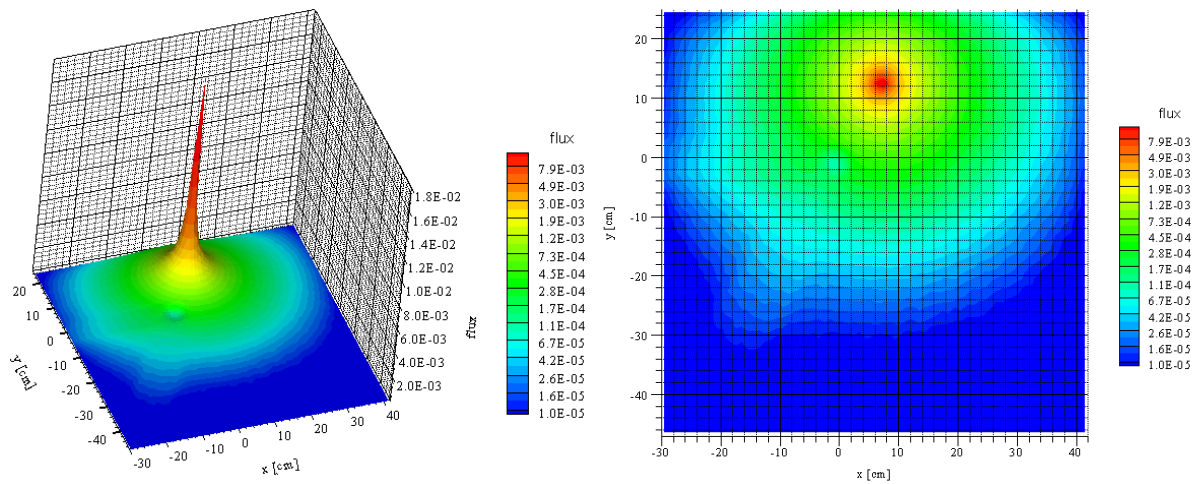 flux
7.9E-03
4.9E-03
3.0E-03
1.9E-03
1.2E-03
7.3E-04
4.5E-04
2.8E-04
1.7E-04
1.1E-04
6.7E-05
4.2E-05
2.6E-05
1.6E-05
1.0E-05
1.8E-02
1.6E-02
1.4E-02
1.2E-02
1.0E-02
8.0E-03
6.0E-03
4.0E-03
2.0E-03
flux
20
10
0
-10
-20
-30
-40
y [cm]
-30 -20 -10 0 10 20 30 40
x [cm]
20
10
0
-10
-20
-30
-40
y [cm]
-30 -20 -10 0 10 20 30 40
x [cm]
flux
7.9E-03
4.9E-03
3.0E-03
1.9E-03
1.2E-03
7.3E-04
4.5E-04
2.8E-04
1.7E-04
1.1E-04
6.7E-05
4.2E-05
2.6E-05
1.6E-05
1.0E-05